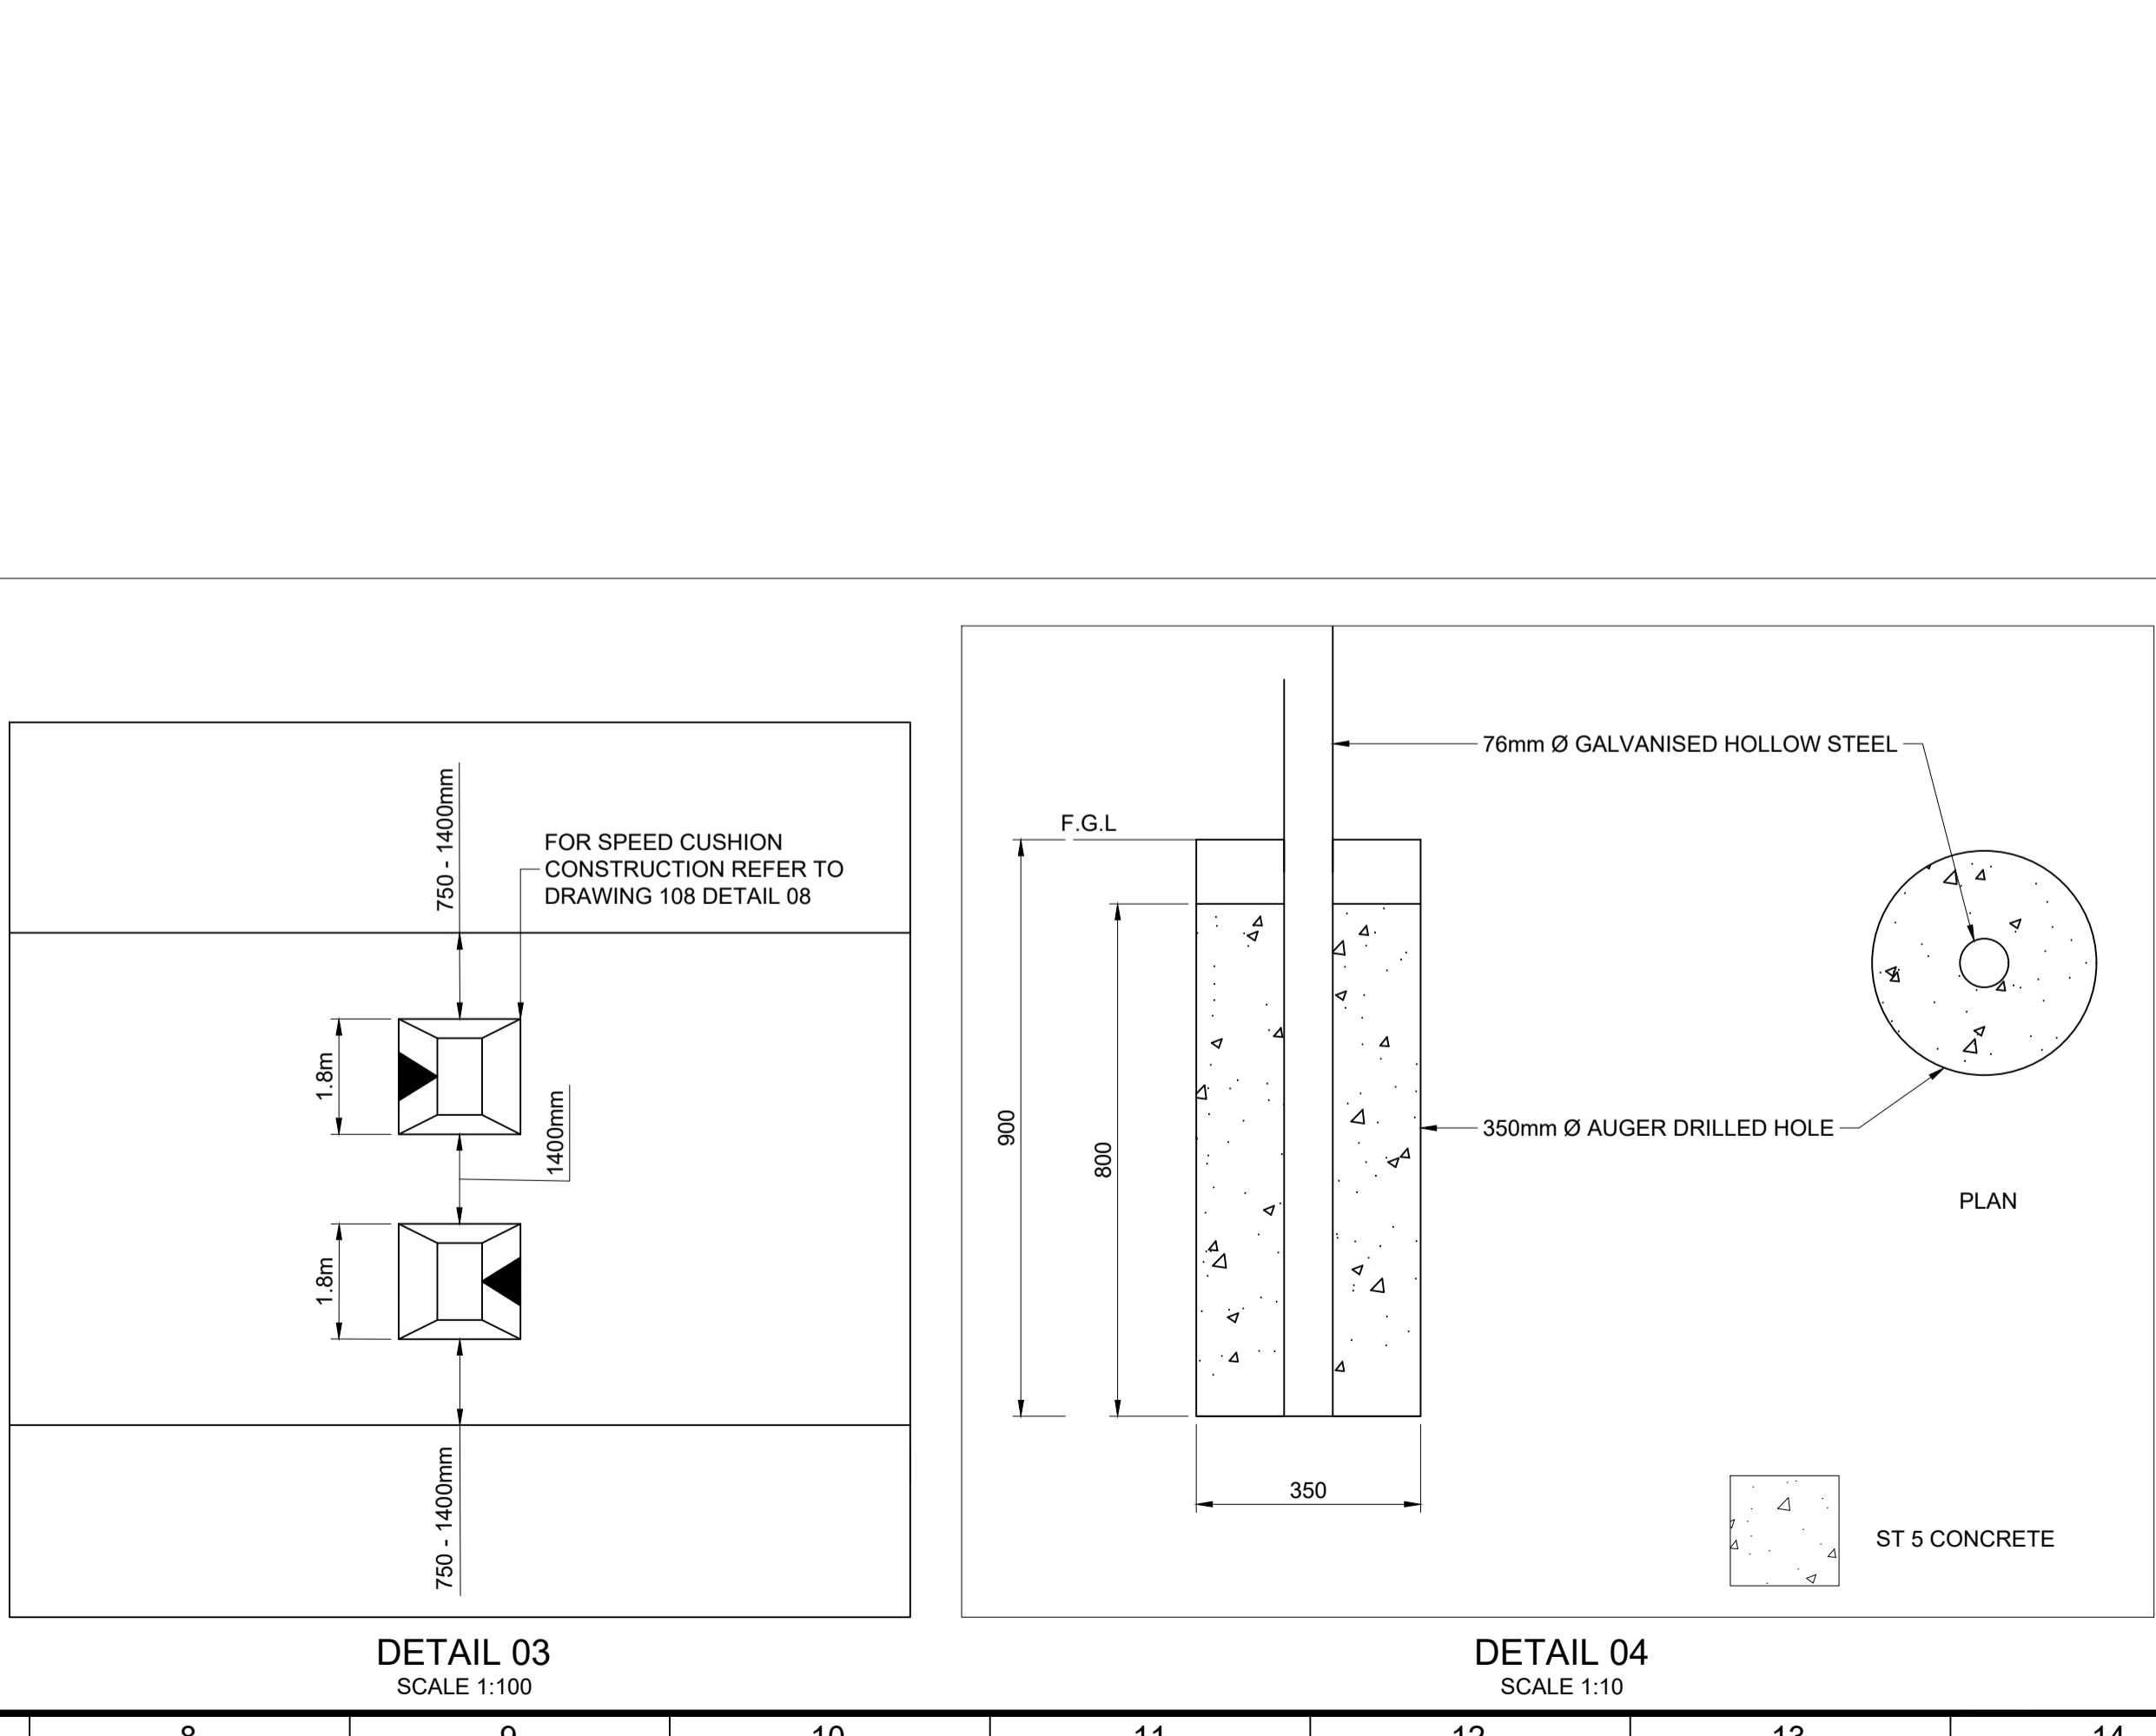 750 - 1400mm
FOR SPEED CUSHION
CONSTRUCTION REFER TO
DRAWING 108 DETAIL 08
1.8m
1400mm
1.8m
750 - 1400mm
DETAIL 03
SCALE 1:100
76mm Ø GALVANISED HOLLOW STEEL
F.G.L
900
800
350mm Ø AUGER DRILLED HOLE
PLAN
350
ST 5 CONCRETE
DETAIL 04
SCALE 1:10
8 9 10 11 12 13 14